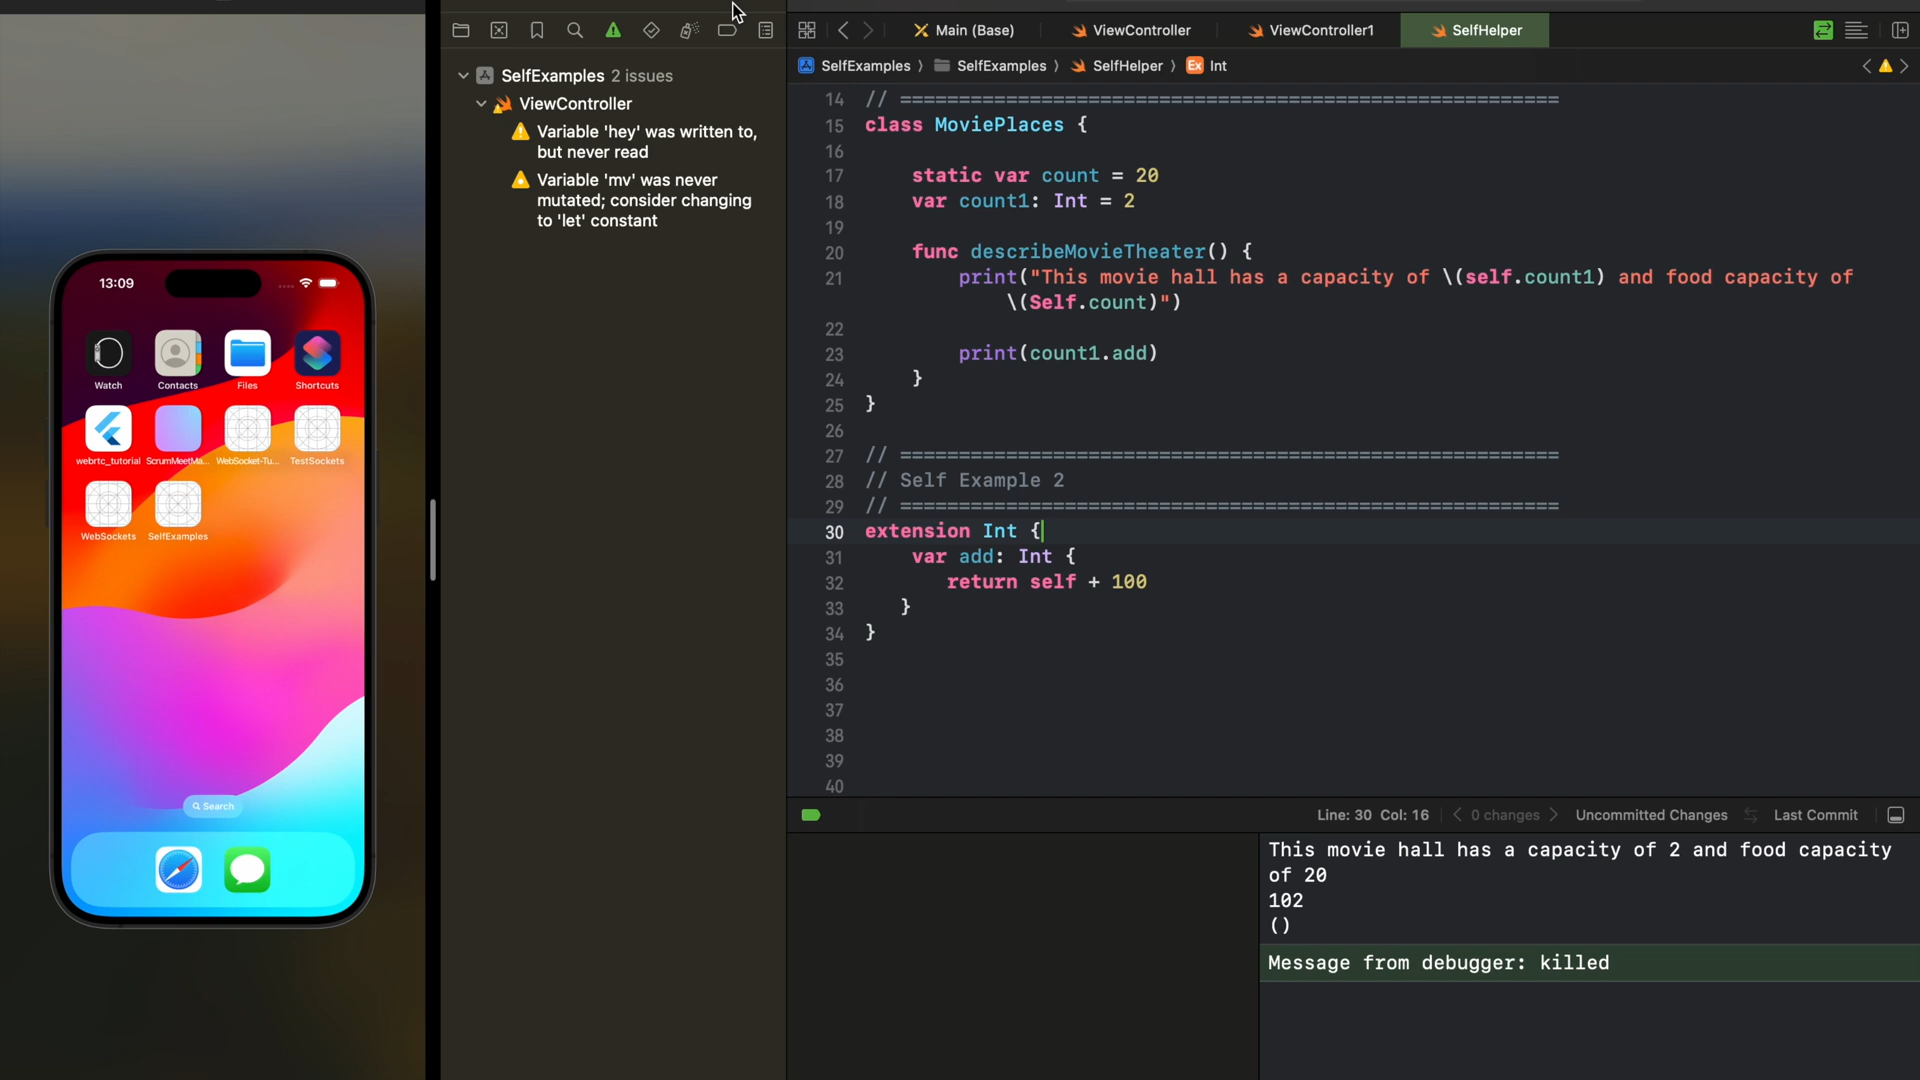 13:09
Watch
Contacts
Files
Shortcuts
webrtc_tutorial
ScrumMeetMa...
WebSocket-Tu...
TestSockets
WebSockets
SelfExamples
Search
SelfExamples 2 issues
ViewController
Variable 'hey' was written to,
but never read
Variable 'mv' was never
mutated; consider changing
to 'let' constant
Main (Base)
ViewController
ViewController1
SelfHelper
SelfExamples 〉 SelfExamples 〉 SelfHelper 〉 Ex Int
14 // ========================================================
15 class MoviePlaces {
16
17 static var count = 20
18 var count1: Int = 2
19
20 func describeMovieTheater() {
21 print("This movie hall has a capacity of \(self.count1) and food capacity of
\(Self.count)")
22
23 print(count1.add)
24 }
25 }
26
27 // ========================================================
28 // Self Example 2
29 // ========================================================
30 extension Int {
31 var add: Int {
32 return self + 100
33 }
34 }
35
36
37
38
39
40
Line: 30 Col: 16
0 changes
Uncommitted Changes
Last Commit
This movie hall has a capacity of 2 and food capacity
of 20
102
()
Message from debugger: killed